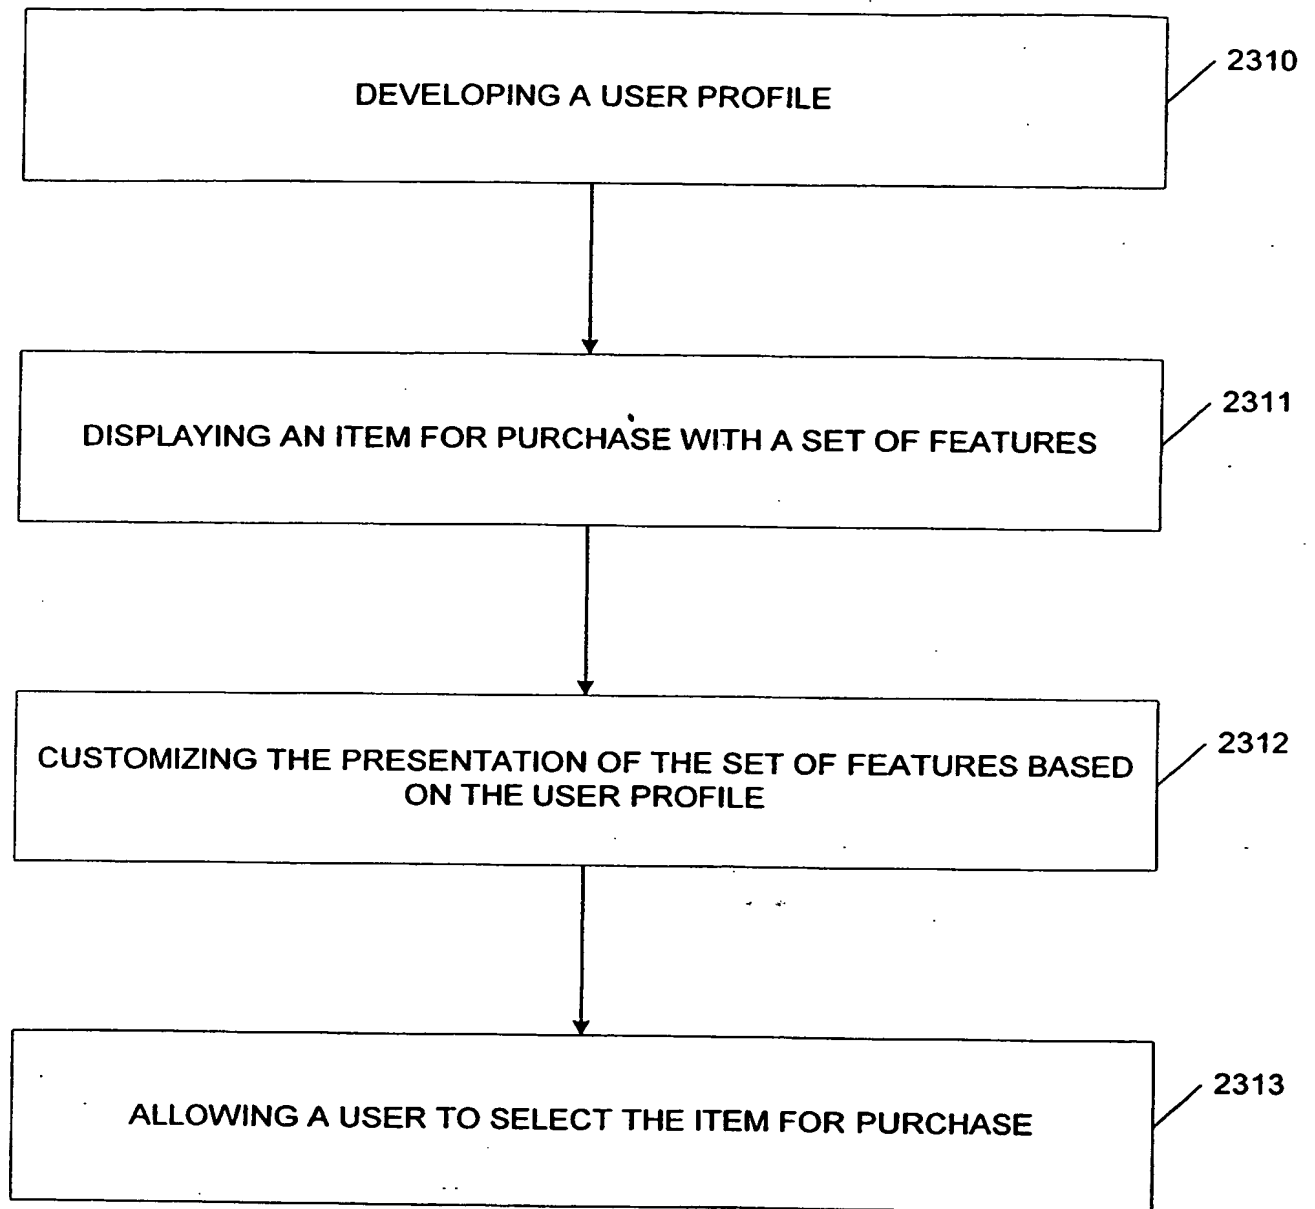 DEVELOPING A USER PROFILE
2310
DISPLAYING AN ITEM FOR PURCHASE WITH A SET OF FEATURES
2311
CUSTOMIZING THE PRESENTATION OF THE SET OF FEATURES BASED
ON THE USER PROFILE
2312
ALLOWING A USER TO SELECT THE ITEM FOR PURCHASE
2313